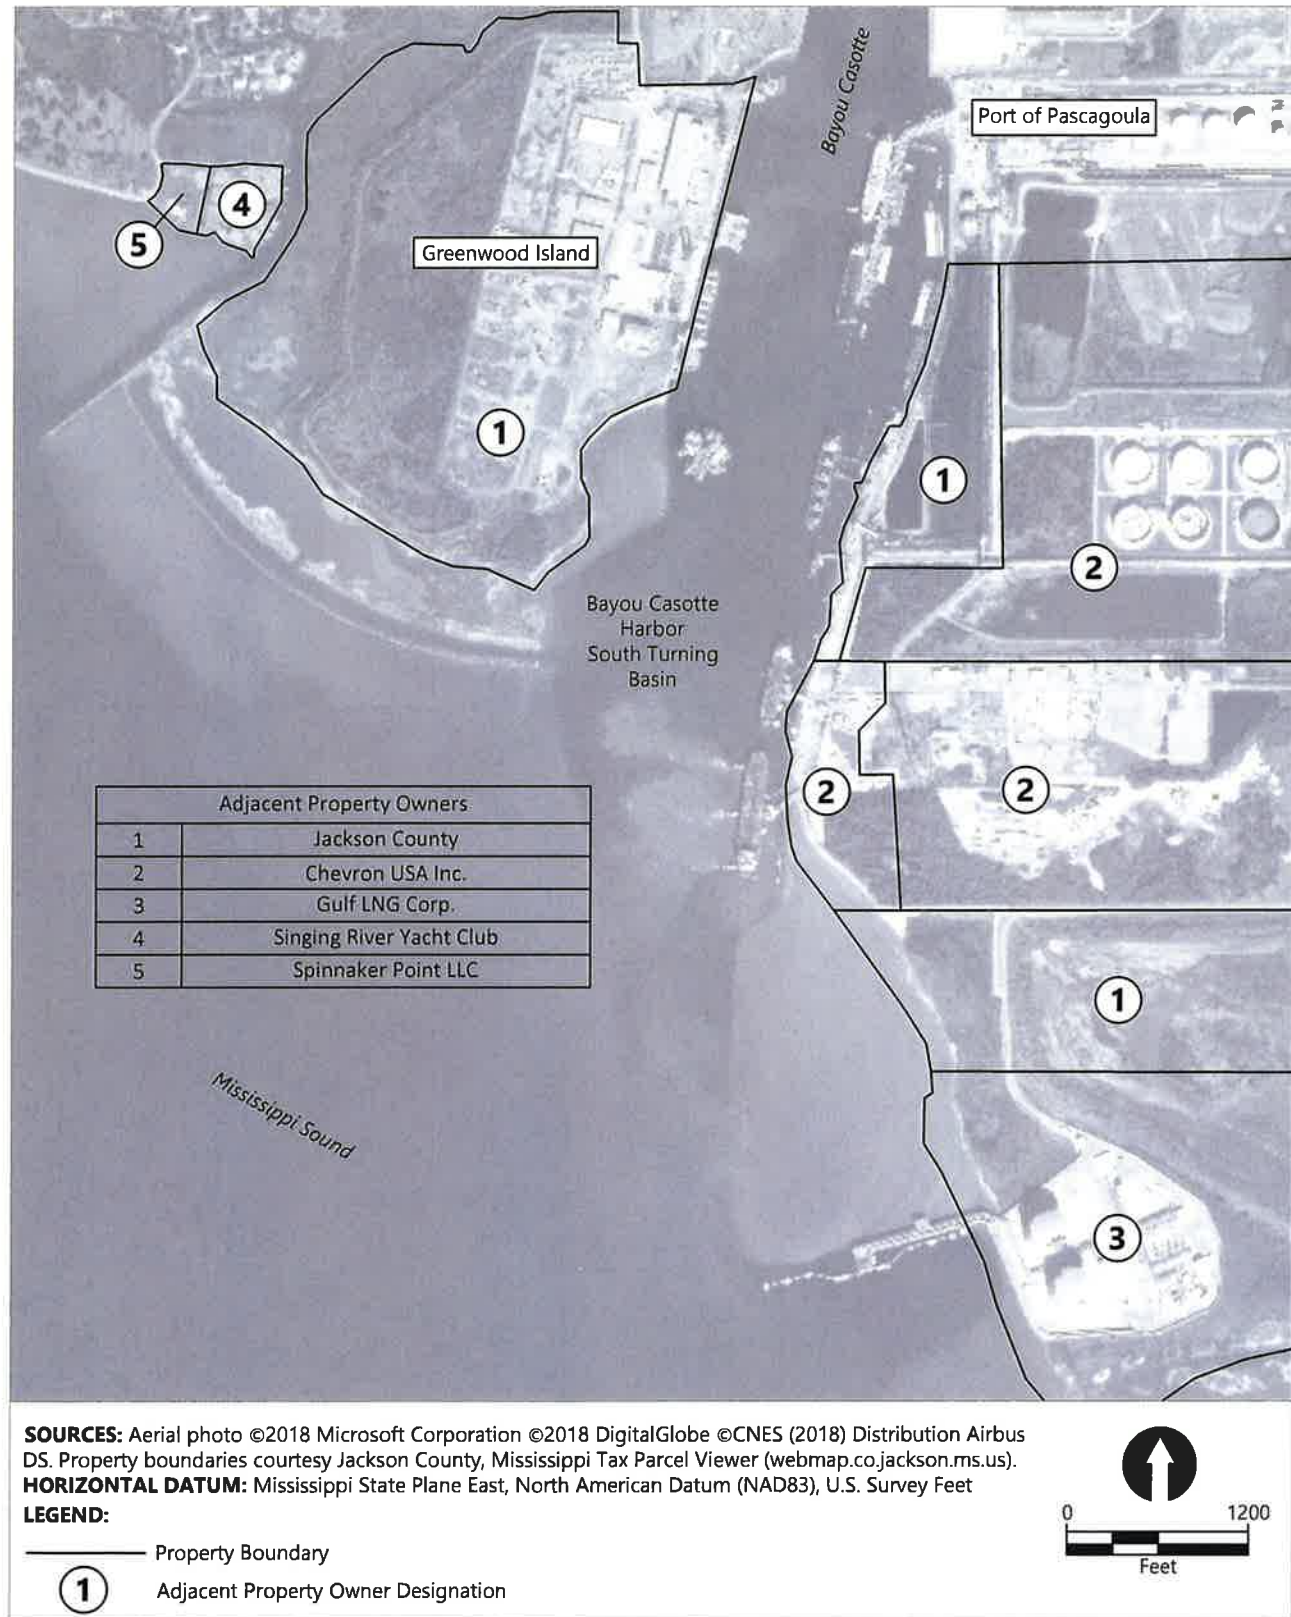 Bayou Casotte
Port of Pascagoula
4
5
Greenwood Island
1
1
2
Bayou Casotte
Harbor
South Turning
Basin
2
2
Adjacent Property Owners
1 Jackson County
2 Chevron USA Inc.
3 Gulf LNG Corp.
4 Singing River Yacht Club
5 Spinnaker Point LLC
1
Mississippi Sound
3
SOURCES: Aerial photo ©2018 Microsoft Corporation ©2018 DigitalGlobe ©CNES (2018) Distribution Airbus
DS. Property boundaries courtesy Jackson County, Mississippi Tax Parcel Viewer (webmap.co.jackson.ms.us).
HORIZONTAL DATUM: Mississippi State Plane East, North American Datum (NAD83), U.S. Survey Feet
LEGEND:
Property Boundary
1 Adjacent Property Owner Designation
0 1200
Feet